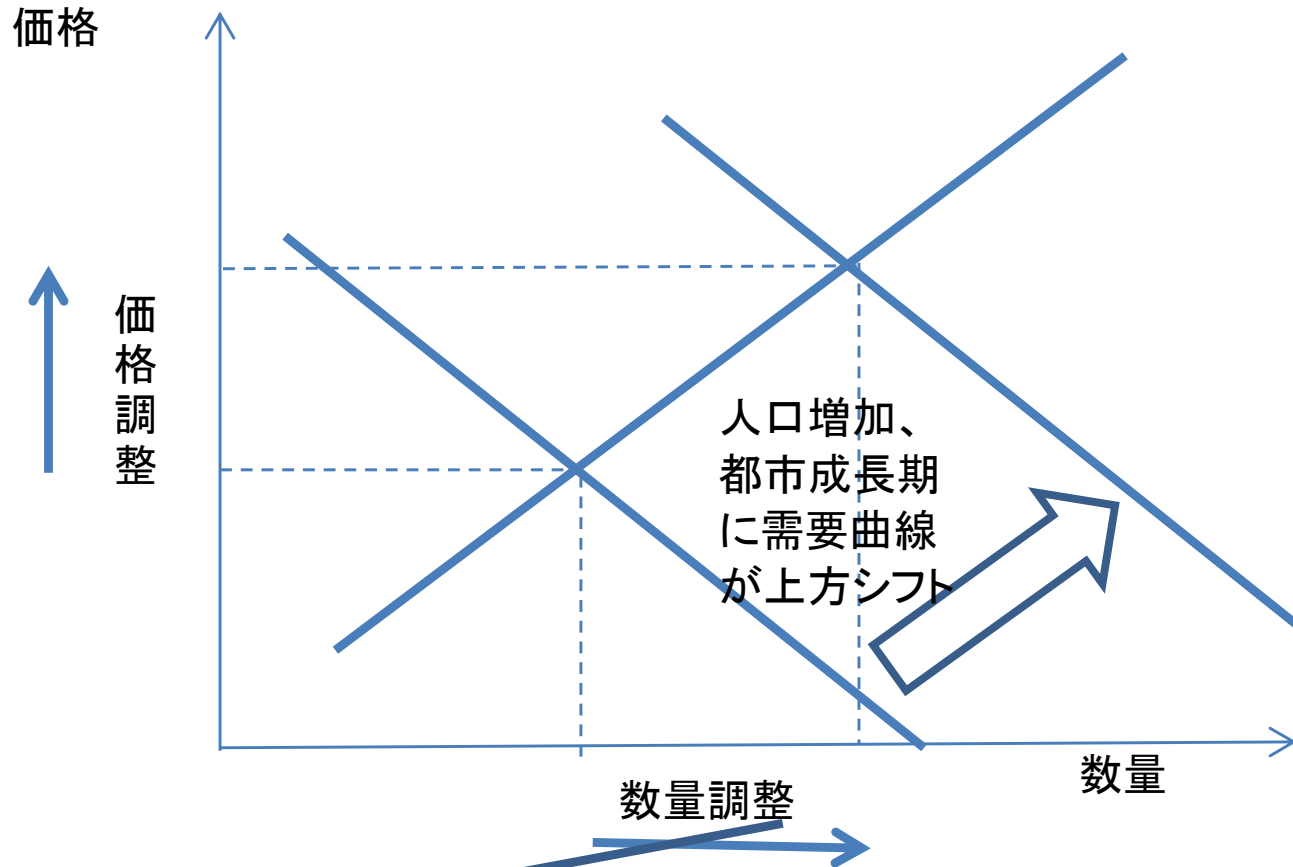 価格
価格調整
人口増加、
都市成長期
に需要曲線
が上方シフト
数量
数量調整